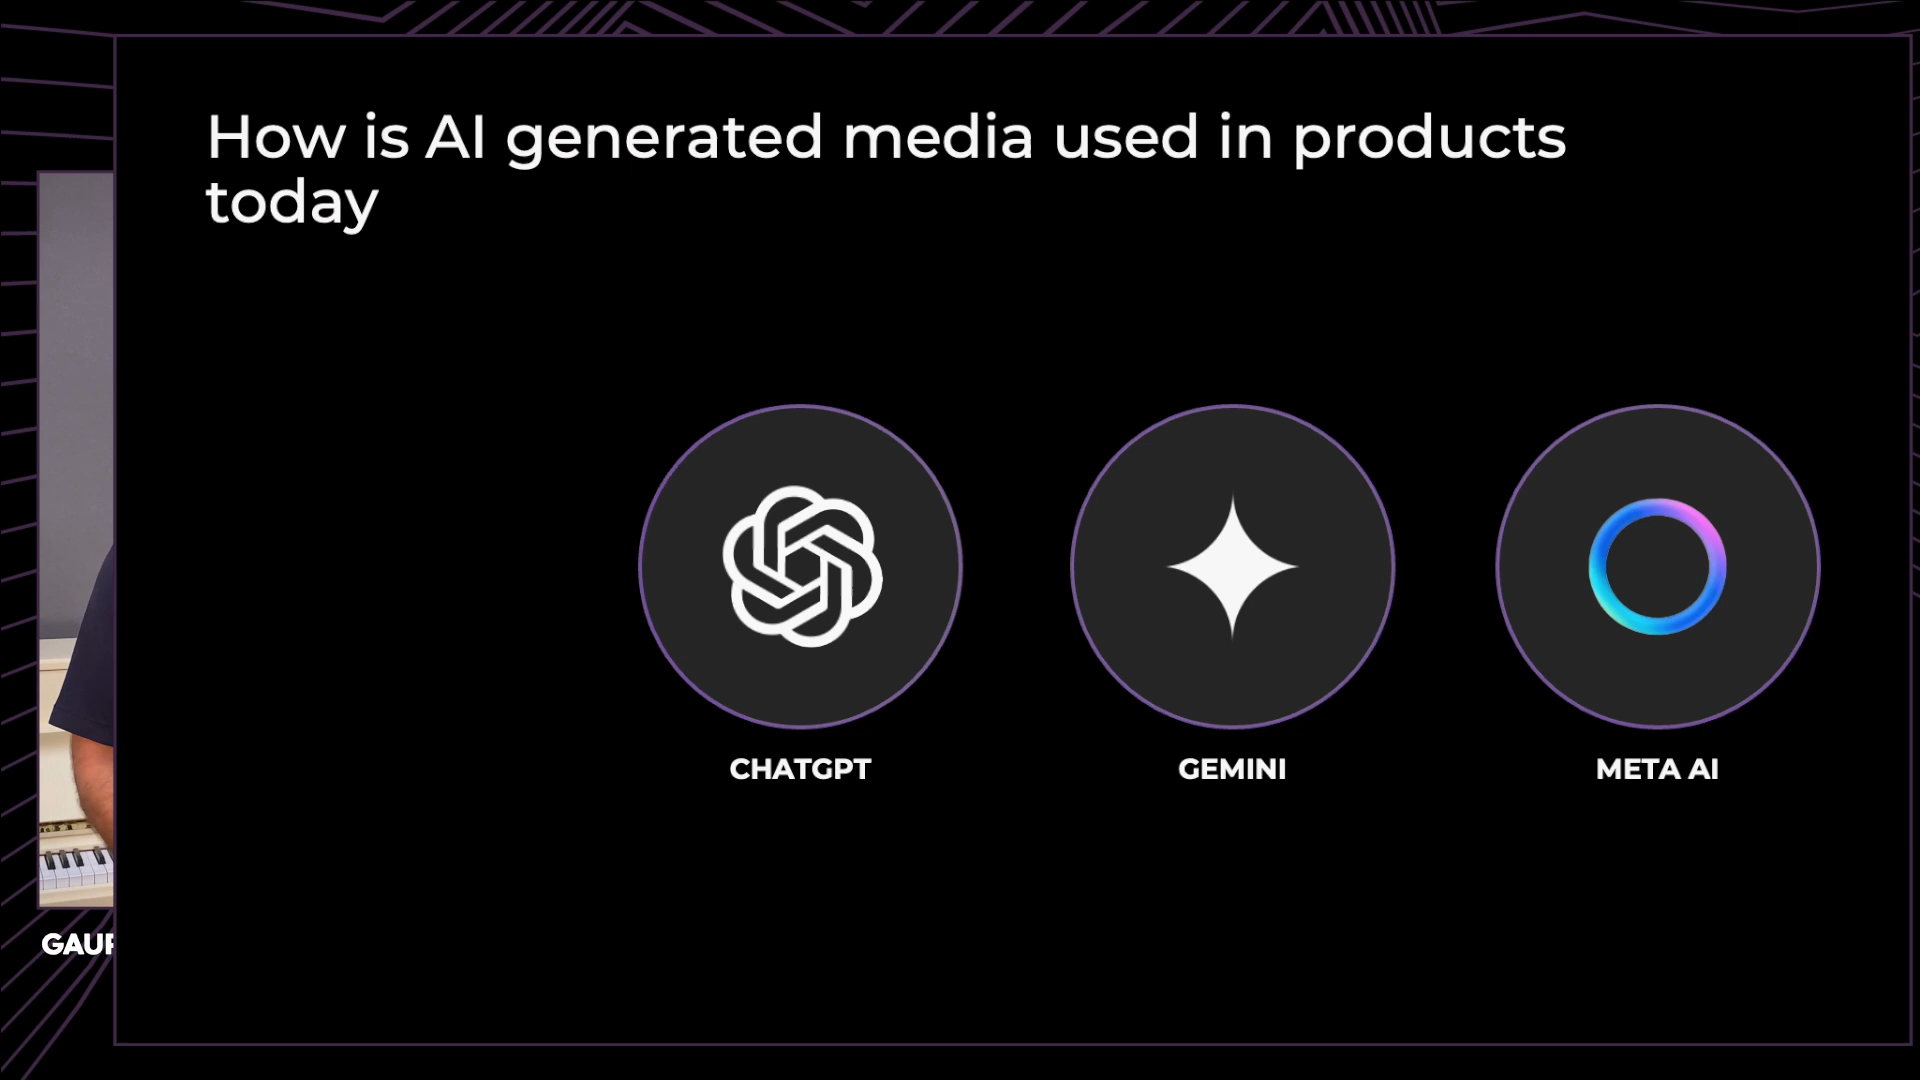 How is AI generated media used in products
today
CHATGPT
GEMINI
META AI